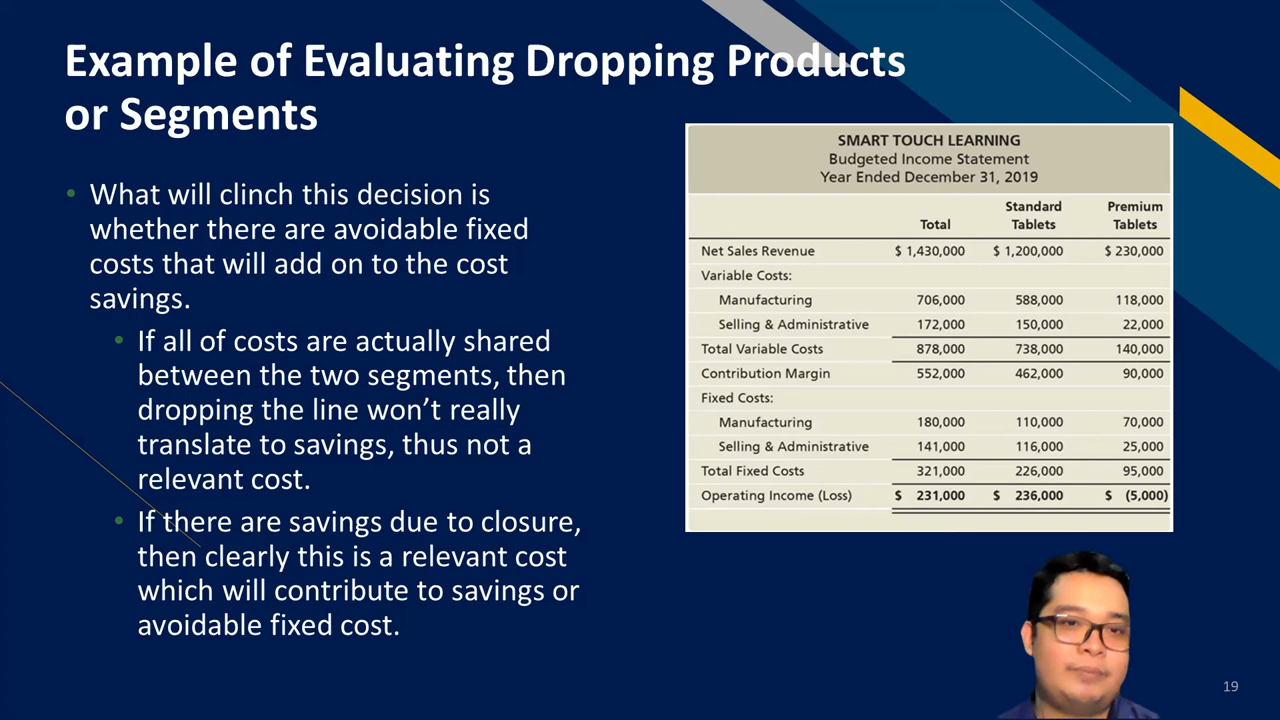 Example of Evaluating Dropping Products
or Segments
• What will clinch this decision is
whether there are avoidable fixed
costs that will add on to the cost
savings.
• If all of costs are actually shared
between the two segments, then
dropping the line won’t really
translate to savings, thus not a
relevant cost.
• If there are savings due to closure,
then clearly this is a relevant cost
which will contribute to savings or
avoidable fixed cost.
SMART TOUCH LEARNING
Budgeted Income Statement
Year Ended December 31, 2019
Standard Premium
Total Tablets Tablets
Net Sales Revenue $ 1,430,000 $ 1,200,000 $ 230,000
Variable Costs:
Manufacturing 706,000 588,000 118,000
Selling & Administrative 172,000 150,000 22,000
Total Variable Costs 878,000 738,000 140,000
Contribution Margin 552,000 462,000 90,000
Fixed Costs:
Manufacturing 180,000 110,000 70,000
Selling & Administrative 141,000 116,000 25,000
Total Fixed Costs 321,000 226,000 95,000
Operating Income (Loss) $ 231,000 $ 236,000 $ (5,000)
19